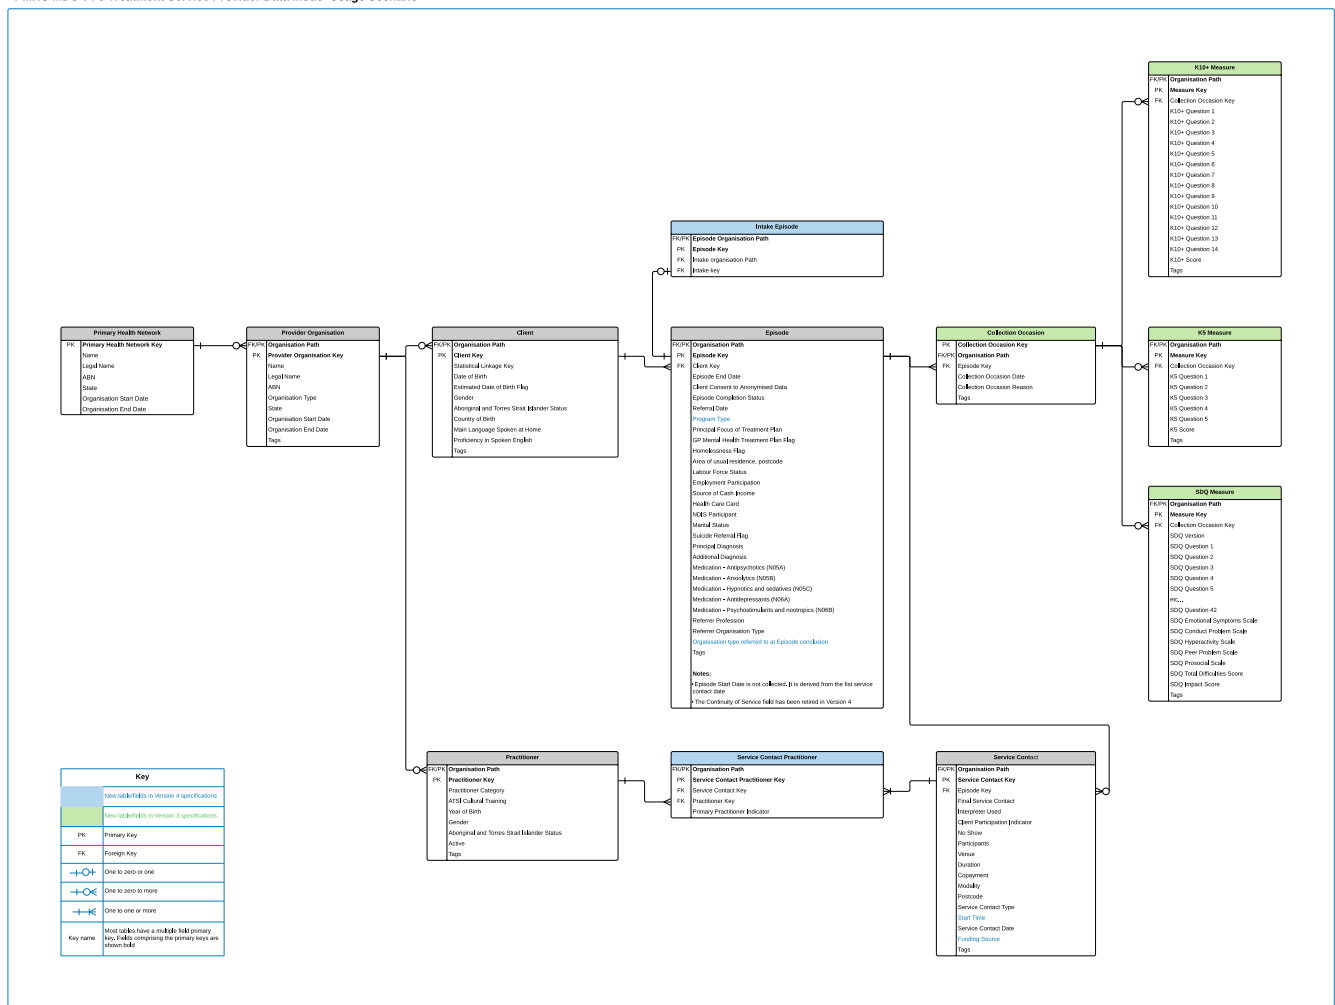 K10+ Measure
FK/PK Organisation Path
PK Measure Key
FK Collection Occasion Key
K10+ Question 1
K10+ Question 2
K10+ Question 3
K10+ Question 4
K10+ Question 5
K10+ Question 6
K10+ Question 7
K10+ Question 8
K10+ Question 9
K10+ Question 10
K10+ Question 11
K10+ Question 12
K10+ Question 13
K10+ Question 14
K10+ Score
Tags
Intake Episode
FK/PK Episode Organisation Path
PK Episode Key
FK Intake organisation Path
FK Intake key
Primary Health Network
PK Primary Health Network Key
Name
Legal Name
ABN
State
Organisation Start Date
Organisation End Date
Provider Organisation
FK/PK Organisation Path
PK Provider Organisation Key
Name
Legal Name
ABN
Organisation Type
State
Organisation Start Date
Organisation End Date
Tags
Client
FK/PK Organisation Path
PK Client Key
Statistical Linkage Key
Date of Birth
Estimated Date of Birth Flag
Gender
Aboriginal and Torres Strait Islander Status
Country of Birth
Main Language Spoken at Home
Proficiency in Spoken English
Tags
Episode
FK/PK Organisation Path
PK Episode Key
FK Client Key
Episode End Date
Client Consent to Anonymised Data
Episode Completion Status
Referral Date
Program Type
Principal Focus of Treatment Plan
GP Mental Health Treatment Plan Flag
Homelessness Flag
Area of usual residence, postcode
Labour Force Status
Employment Participation
Source of Cash Income
Health Care Card
NDIS Participant
Marital Status
Suicide Referral Flag
Principal Diagnosis
Additional Diagnosis
Medication - Antipsychotics (N05A)
Medication - Anxiolytics (N05B)
Medication - Hypnotics and sedatives (N05C)
Medication - Antidepressants (N06A)
Medication - Psychostimulants and nootropics (N06B)
Referrer Profession
Referrer Organisation Type
Organisation type referred to at Episode conclusion
Tags
Notes:
• Episode Start Date is not collected. It is derived from the fist service
contact date
• The Continuity of Service field has been retired in Version 4
Collection Occasion
PK Collection Occasion Key
FK/PK Organisation Path
FK Episode Key
Collection Occasion Date
Collection Occasion Reason
Tags
K5 Measure
FK/PK Organisation Path
PK Measure Key
FK Collection Occasion Key
K5 Question 1
K5 Question 2
K5 Question 3
K5 Question 4
K5 Question 5
K5 Score
Tags
SDQ Measure
FK/PK Organisation Path
PK Measure Key
FK Collection Occasion Key
SDQ Version
SDQ Question 1
SDQ Question 2
SDQ Question 3
SDQ Question 4
SDQ Question 5
etc...
SDQ Question 42
SDQ Emotional Symptoms Scale
SDQ Conduct Problem Scale
SDQ Hyperactivity Scale
SDQ Peer Problem Scale
SDQ Prosocial Scale
SDQ Total Difficulties Score
SDQ Impact Score
Tags
Practitioner
FK/PK Organisation Path
PK Practitioner Key
Practitioner Category
ATSI Cultural Training
Year of Birth
Gender
Aboriginal and Torres Strait Islander Status
Active
Tags
Service Contact Practitioner
FK/PK Organisation Path
PK Service Contact Practitioner Key
FK Service Contact Key
FK Practitioner Key
Primary Practitioner Indicator
Service Contact
FK/PK Organisation Path
PK Service Contact Key
FK Episode Key
Final Service Contact
Interpreter Used
Client Participation Indicator
No Show
Participants
Venue
Duration
Copayment
Modality
Postcode
Service Contact Type
Start Time
Service Contact Date
Funding Source
Tags
Key
New table/fields in Version 4 specifications
New table/fields in Version 3 specifications
PK Primary Key
FK Foreign Key
One to zero or one
One to zero to more
One to one or more
Key name Most tables have a multiple field primary
key. Fields comprising the primary keys are
shown bold